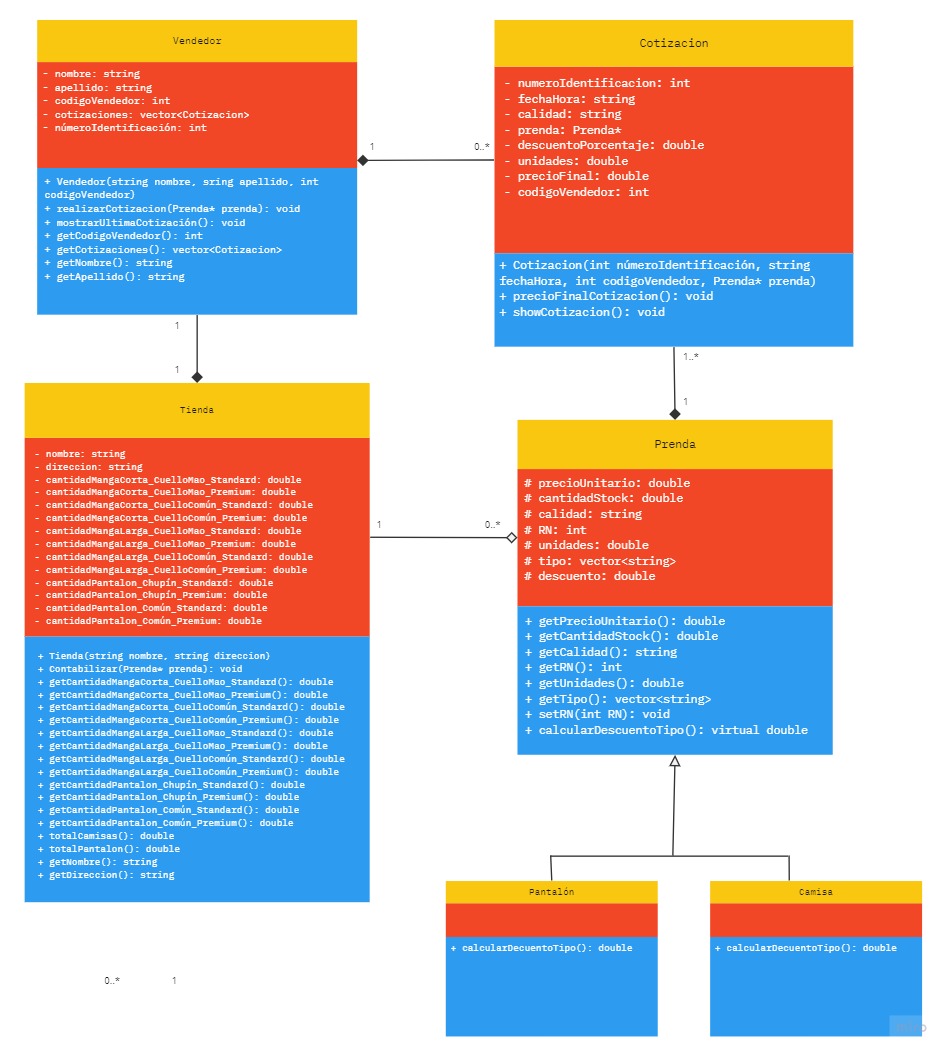 Vendedor
- nombre: string
- apellido: string
- codigoVendedor: int
- cotizaciones: vector<Cotizacion>
- númeroIdentificación: int
+ Vendedor(string nombre, sring apellido, int
codigoVendedor)
+ realizarCotizacion(Prenda* prenda): void
+ mostrarUltimaCotización(): void
+ getCodigoVendedor(): int
+ getCotizaciones(): vector<Cotizacion>
+ getNombre(): string
+ getApellido(): string
1
0..*
Cotizacion
- numeroIdentificacion: int
- fechaHora: string
- calidad: string
- prenda: Prenda*
- descuentoPorcentaje: double
- unidades: double
- precioFinal: double
- codigoVendedor: int
+ Cotizacion(int númeroIdentificación, string
fechaHora, int codigoVendedor, Prenda* prenda)
+ precioFinalCotizacion(): void
+ showCotizacion(): void
1
1
1..*
1
Tienda
- nombre: string
- direccion: string
- cantidadMangaCorta_CuelloMao_Standard: double
- cantidadMangaCorta_CuelloMao_Premium: double
- cantidadMangaCorta_CuelloComún_Standard: double
- cantidadMangaCorta_CuelloComún_Premium: double
- cantidadMangaLarga_CuelloMao_Standard: double
- cantidadMangaLarga_CuelloMao_Premium: double
- cantidadMangaLarga_CuelloComún_Standard: double
- cantidadMangaLarga_CuelloComún_Premium: double
- cantidadPantalon_Chupín_Standard: double
- cantidadPantalon_Chupín_Premium: double
- cantidadPantalon_Común_Standard: double
- cantidadPantalon_Común_Premium: double
+ Tienda(string nombre, string direccion)
+ Contabilizar(Prenda* prenda): void
+ getCantidadMangaCorta_CuelloMao_Standard(): double
+ getCantidadMangaCorta_CuelloMao_Premium(): double
+ getCantidadMangaCorta_CuelloComún_Standard(): double
+ getCantidadMangaCorta_CuelloComún_Premium(): double
+ getCantidadMangaLarga_CuelloMao_Standard(): double
+ getCantidadMangaLarga_CuelloMao_Premium(): double
+ getCantidadMangaLarga_CuelloComún_Standard(): double
+ getCantidadMangaLarga_CuelloComún_Premium(): double
+ getCantidadPantalon_Chupín_Standard(): double
+ getCantidadPantalon_Chupín_Premium(): double
+ getCantidadPantalon_Común_Standard(): double
+ getCantidadPantalon_Común_Premium(): double
+ totalCamisas(): double
+ totalPantalon(): double
+ getNombre(): string
+ getDireccion(): string
1
0..*
Prenda
# precioUnitario: double
# cantidadStock: double
# calidad: string
# RN: int
# unidades: double
# tipo: vector<string>
# descuento: double
+ getPrecioUnitario(): double
+ getCantidadStock(): double
+ getCalidad(): string
+ getRN(): int
+ getUnidades(): double
+ getTipo(): vector<string>
+ setRN(int RN): void
+ calcularDescuentoTipo(): virtual double
Pantalón
+ calcularDecuentoTipo(): double
Camisa
+ calcularDecuentoTipo(): double
0..*
1